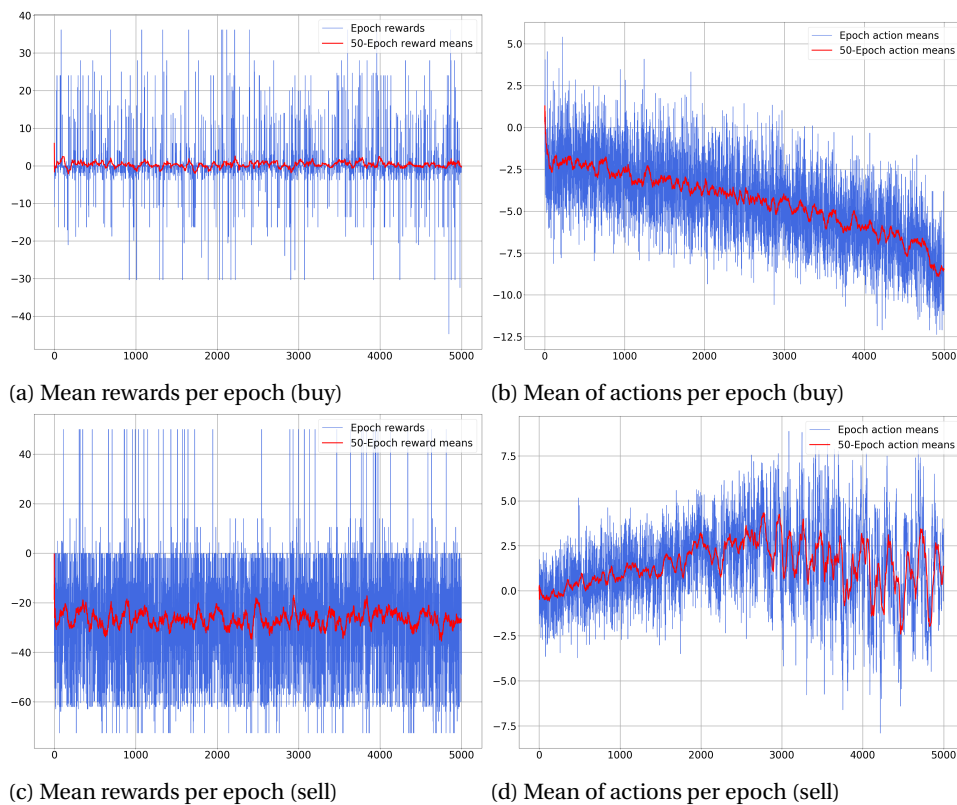 Epoch rewards
50-Epoch reward means
40
30
20
10
0
−10
−20
−30
−40
0 1000 2000 3000 4000 5000
(a) Mean rewards per epoch (buy)
Epoch action means
50-Epoch action means
5.0
2.5
0.0
−2.5
−5.0
−7.5
−10.0
−12.5
0 1000 2000 3000 4000 5000
(b) Mean of actions per epoch (buy)
Epoch rewards
50-Epoch reward means
40
20
0
−20
−40
−60
0 1000 2000 3000 4000 5000
(c) Mean rewards per epoch (sell)
Epoch action means
50-Epoch action means
7.5
5.0
2.5
0.0
−2.5
−5.0
−7.5
0 1000 2000 3000 4000 5000
(d) Mean of actions per epoch (sell)